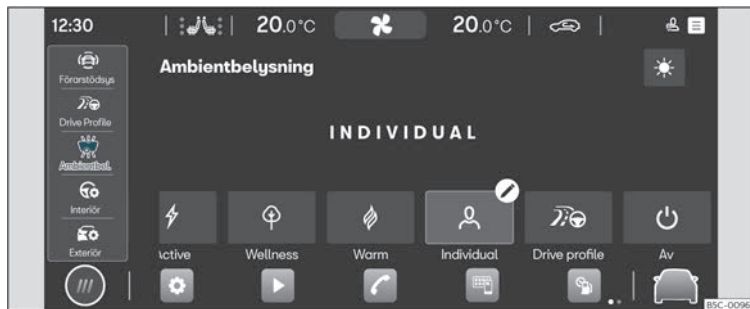 12:30 20.0°C 20.0°C
Ambientbelysning
Förarstödsys
Drive Profile
Ambientbel.
Interiör
Exteriör
INDIVIDUAL
active Wellness Warm Individual Drive profile Av
B5C-0096